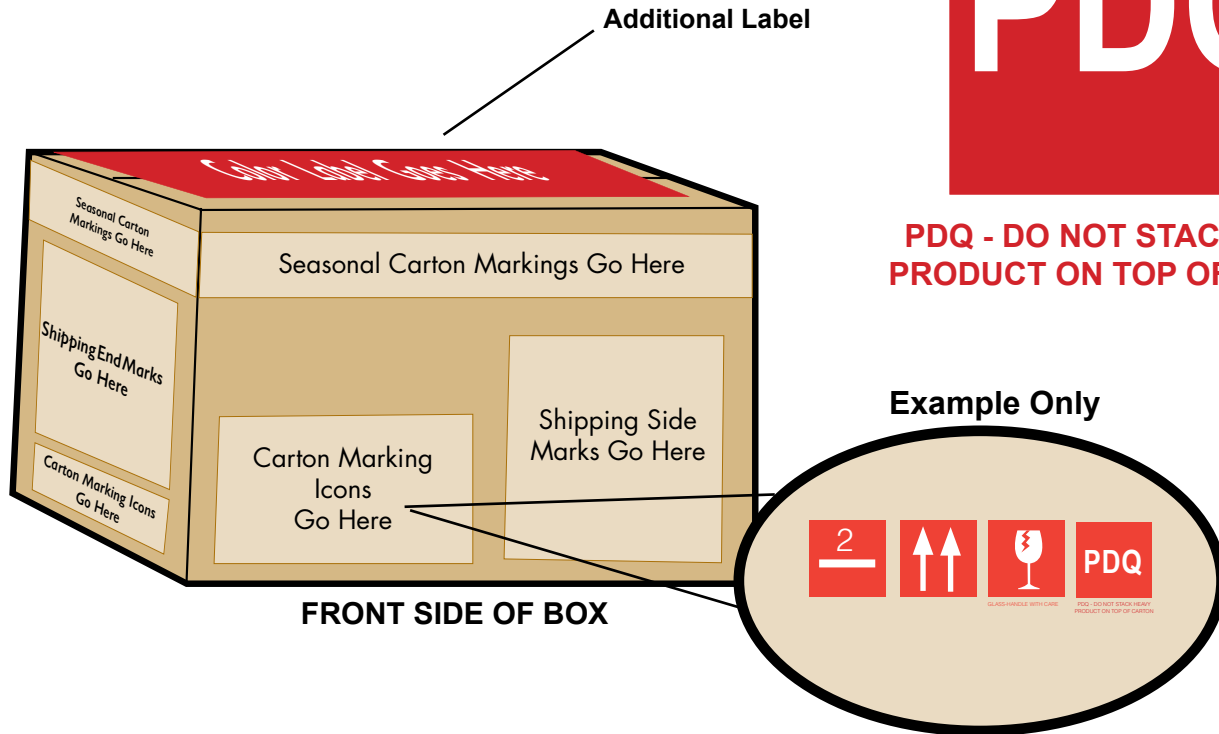 Additional Label
Color Label Goes Here
Seasonal Carton
Markings Go Here
Seasonal Carton Markings Go Here
Shipping End Marks
Go Here
Carton Marking Icons
Go Here
Carton Marking
Icons
Go Here
Shipping Side
Marks Go Here
FRONT SIDE OF BOX
PDQ
PDQ - DO NOT STAC
PRODUCT ON TOP OF
Example Only
2
PDQ
GLASS-HANDLE WITH CARE
PDQ - DO NOT STACK HEAVY
PRODUCT ON TOP OF CARTON